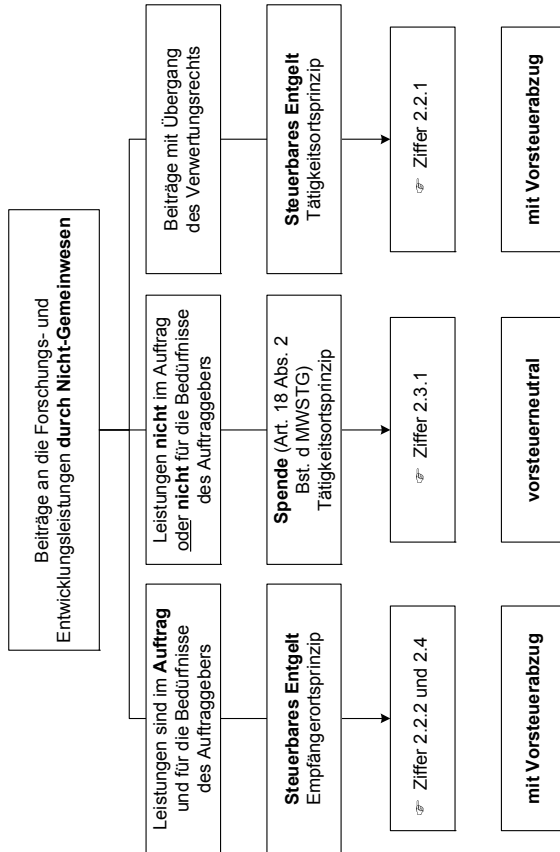 Beiträge an die Forschungs- und
Entwicklungsleistungen durch Nicht-Gemeinwesen
Leistungen sind im Auftrag
und für die Bedürfnisse
des Auftraggebers
Leistungen nicht im Auftrag
oder nicht für die Bedürfnisse
des Auftraggebers
Beiträge mit Übergang
des Verwertungsrechts
Steuerbares Entgelt
Empfängerortsprinzip
Spende (Art. 18 Abs. 2
Bst. d MWSTG)
Tätigkeitsortsprinzip
Steuerbares Entgelt
Tätigkeitsortsprinzip
☞ Ziffer 2.2.2 und 2.4
☞ Ziffer 2.3.1
☞ Ziffer 2.2.1
mit Vorsteuerabzug
vorsteuerneutral
mit Vorsteuerabzug